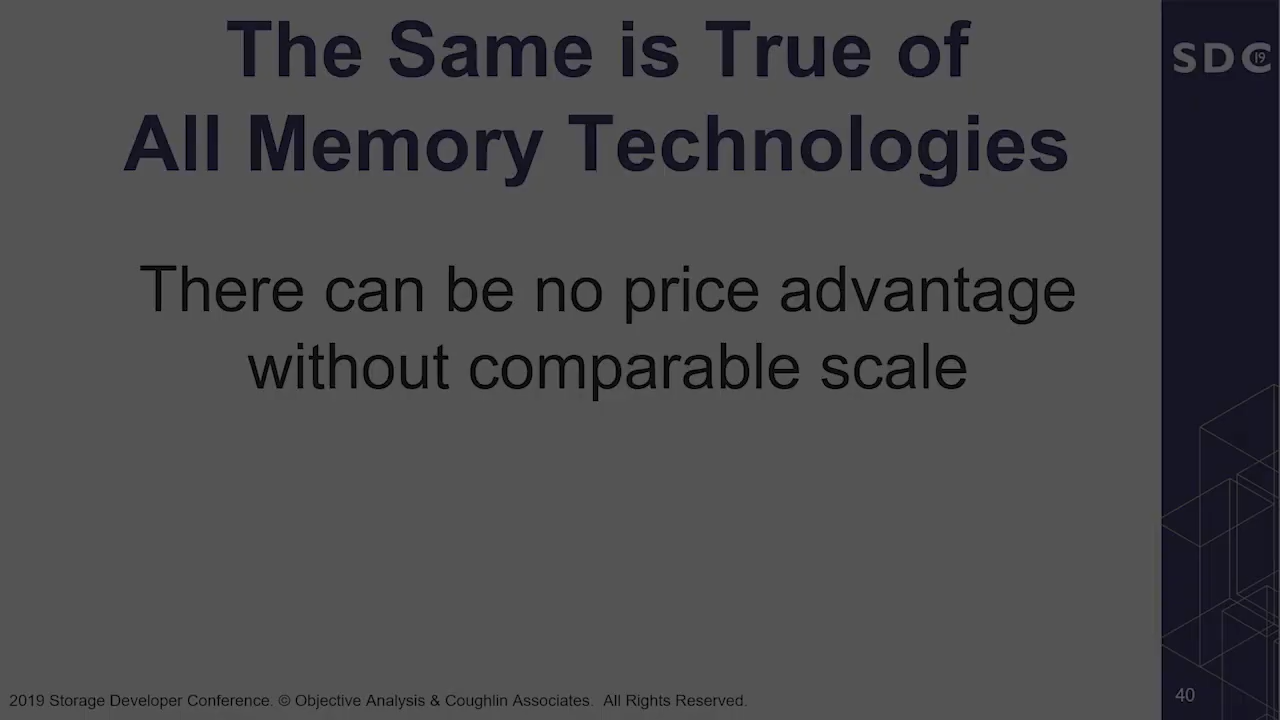 The Same is True of
All Memory Technologies
SDC 19
There can be no price advantage
without comparable scale
2019 Storage Developer Conference. © Objective Analysis & Coughlin Associates.  All Rights Reserved.
40